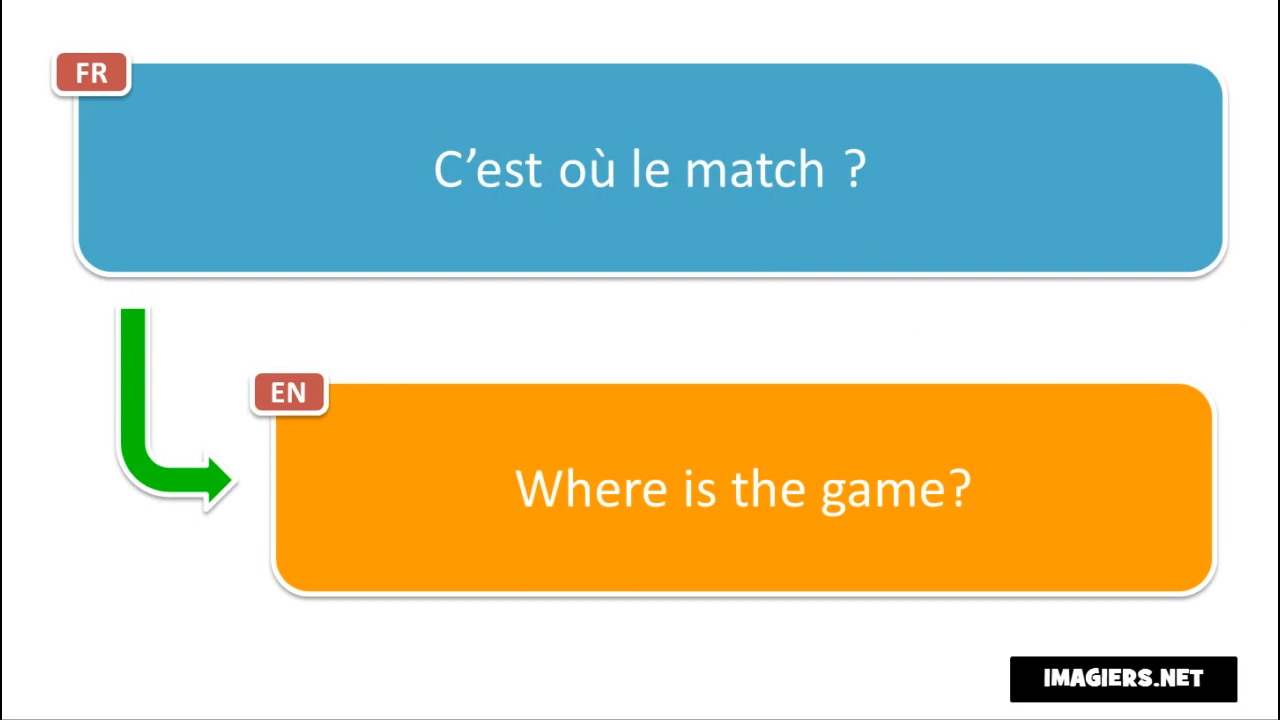 FR
C’est où le match ?
EN
Where is the game?
IMAGIERS.NET